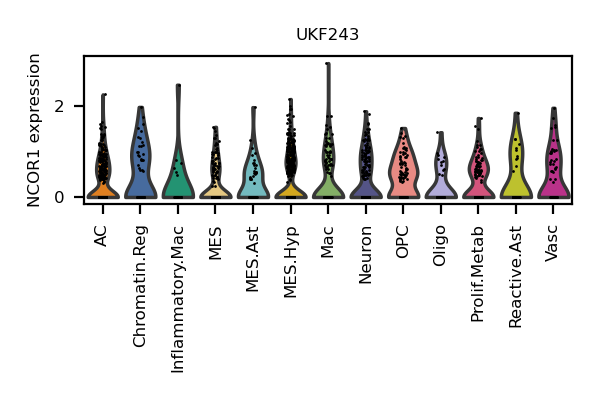 UKF243
NCOR1 expression
2
0
AC
Chromatin.Reg
Inflammatory.Mac
MES
MES.Ast
MES.Hyp
Mac
Neuron
OPC
Oligo
Prolif.Metab
Reactive.Ast
Vasc